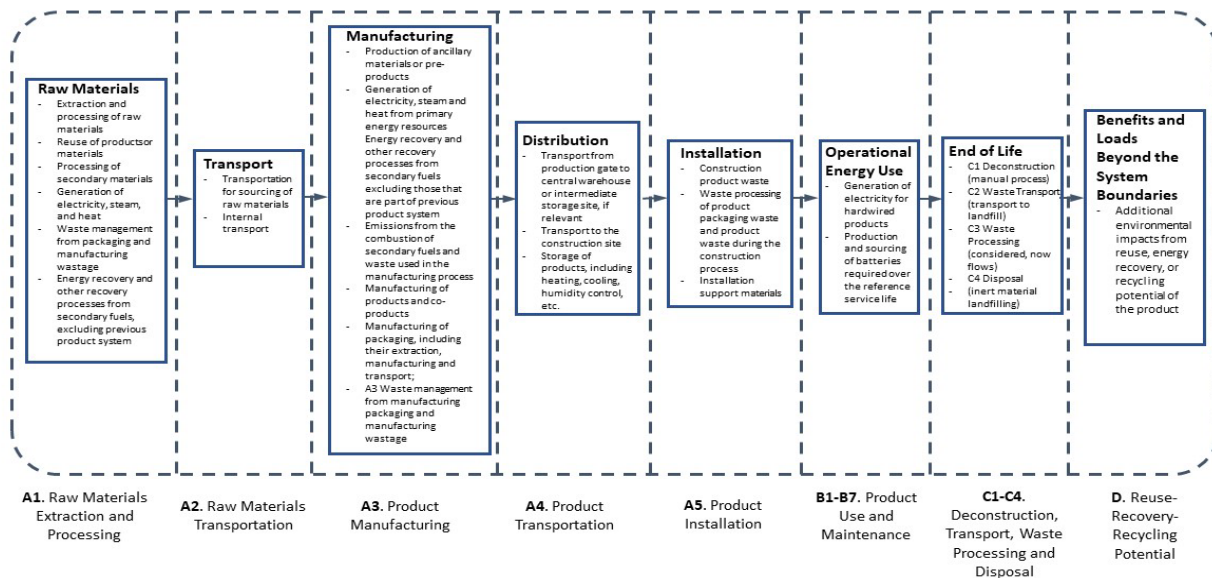 Raw Materials
- Extraction and
processing of raw
materials
- Reuse of productsor
materials
- Processing of
secondary materials
- Generation of
electricity, steam, and
heat
- Waste management
from packaging and
manufacturing
wastage
- Energy recovery and
other recovery
processes from
secondary fuels,
excluding previous
product system
Transport
- Transportation
for sourcing of
raw materials
- Internal
transport
Manufacturing
- Production of ancillary
materials or pre-
products
- Generation of
electricity, steam and
heat from primary
energy resources
Energy recovery and
other recovery
processes from
secondary fuels
excluding those that
are part of previous
product system
- Emissions from the
combustion of
secondary fuels and
waste used in the
manufacturing process
- Manufacturing of
products and co-
products
- Manufacturing of
packaging, including
their extraction,
manufacturing and
transport;
- A3 Waste management
from manufacturing
packaging and
manufacturing
wastage
Distribution
- Transport from
production gate to
central warehouse
or intermediate
storage site, if
relevant
- Transport to the
construction site
- Storage of
products, including
heating, cooling,
humidity control,
etc.
Installation
- Construction
product waste
- Waste processing
of product
packaging waste
and product
waste during the
construction
process
- Installation
support materials
Operational
Energy Use
- Generation of
electricity for
hardwired
products
- Production
and sourcing
of batteries
required over
the reference
service life
End of Life
- C1 Deconstruction
(manual process)
- C2 Waste Transport
(transport to
landfill)
- C3 Waste
Processing
(considered, now
flows)
- C4 Disposal
- (inert material
landfilling)
Benefits and
Loads
Beyond the
System
Boundaries
- Additional
environmental
impacts from
reuse, energy
recovery, or
recycling
potential of
the product
A1. Raw Materials
Extraction and
Processing
A2. Raw Materials
Transportation
A3. Product
Manufacturing
A4. Product
Transportation
A5. Product
Installation
B1-B7. Product
Use and
Maintenance
C1-C4.
Deconstruction,
Transport, Waste
Processing and
Disposal
D. Reuse-
Recovery-
Recycling
Potential